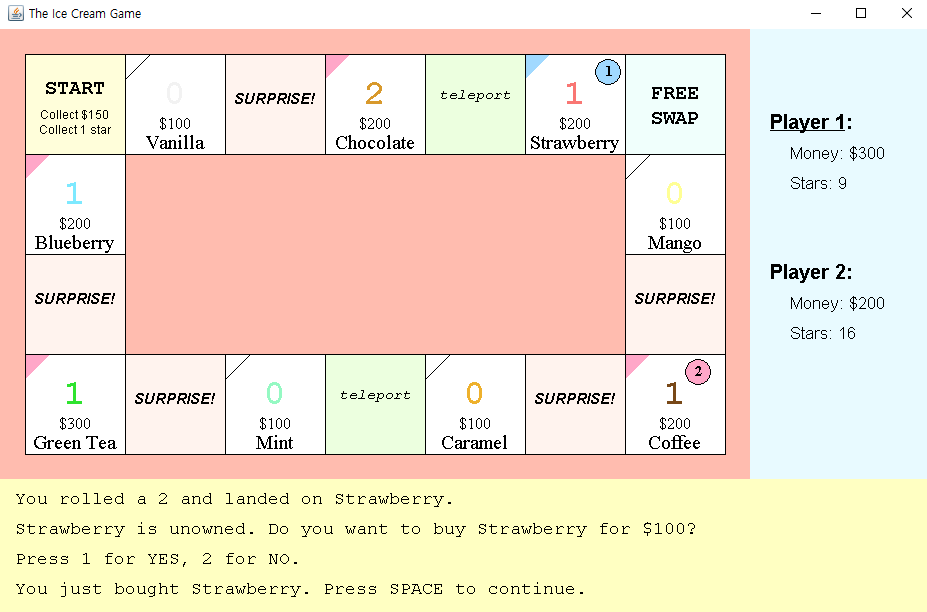 The Ice Cream Game
START
Collect $150
Collect 1 star
0
$100
Vanilla
SURPRISE!
2
$200
Chocolate
teleport
1
1
$200
Strawberry
FREE
SWAP
1
$200
Blueberry
0
$100
Mango
SURPRISE!
SURPRISE!
1
$300
Green Tea
SURPRISE!
0
$100
Mint
teleport
0
$100
Caramel
SURPRISE!
2
1
$200
Coffee
Player 1:
Money: $300
Stars: 9
Player 2:
Money: $200
Stars: 16
You rolled a 2 and landed on Strawberry.
Strawberry is unowned. Do you want to buy Strawberry for $100?
Press 1 for YES, 2 for NO.
You just bought Strawberry. Press SPACE to continue.